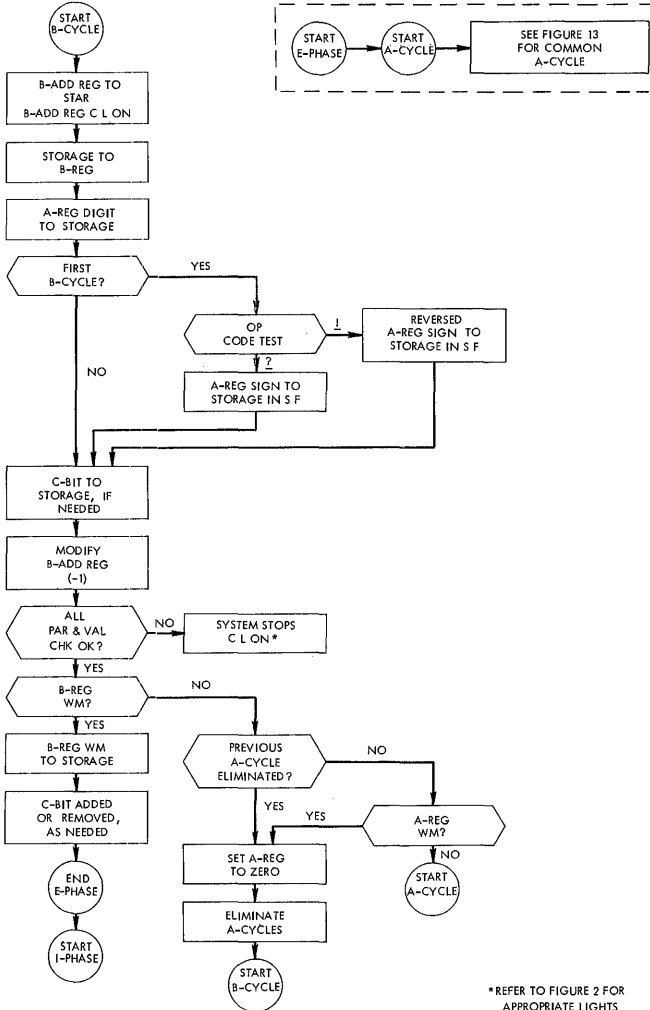 START
B-CYCLE
START
E-PHASE
START
A-CYCLE
SEE FIGURE 13
FOR COMMON
A-CYCLE
B-ADD REG TO
STAR
B-ADD REG C L ON
STORAGE TO
B-REG
A-REG DIGIT
TO STORAGE
FIRST
B-CYCLE?
YES
NO
OP
CODE TEST
!
?
REVERSED
A-REG SIGN TO
STORAGE IN S F
A-REG SIGN TO
STORAGE IN S F
C-BIT TO
STORAGE, IF
NEEDED
MODIFY
B-ADD REG
(-1)
ALL
PAR & VAL
CHK OK?
NO
SYSTEM STOPS
C L ON*
YES
B-REG
WM?
NO
YES
B-REG WM
TO STORAGE
PREVIOUS
A-CYCLE
ELIMINATED?
NO
YES
C-BIT ADDED
OR REMOVED,
AS NEEDED
YES
A-REG
WM?
NO
SET A-REG
TO ZERO
START
A-CYCLE
END
E-PHASE
ELIMINATE
A-CYCLES
START
I-PHASE
START
B-CYCLE
*REFER TO FIGURE 2 FOR
APPROPRIATE LIGHTS